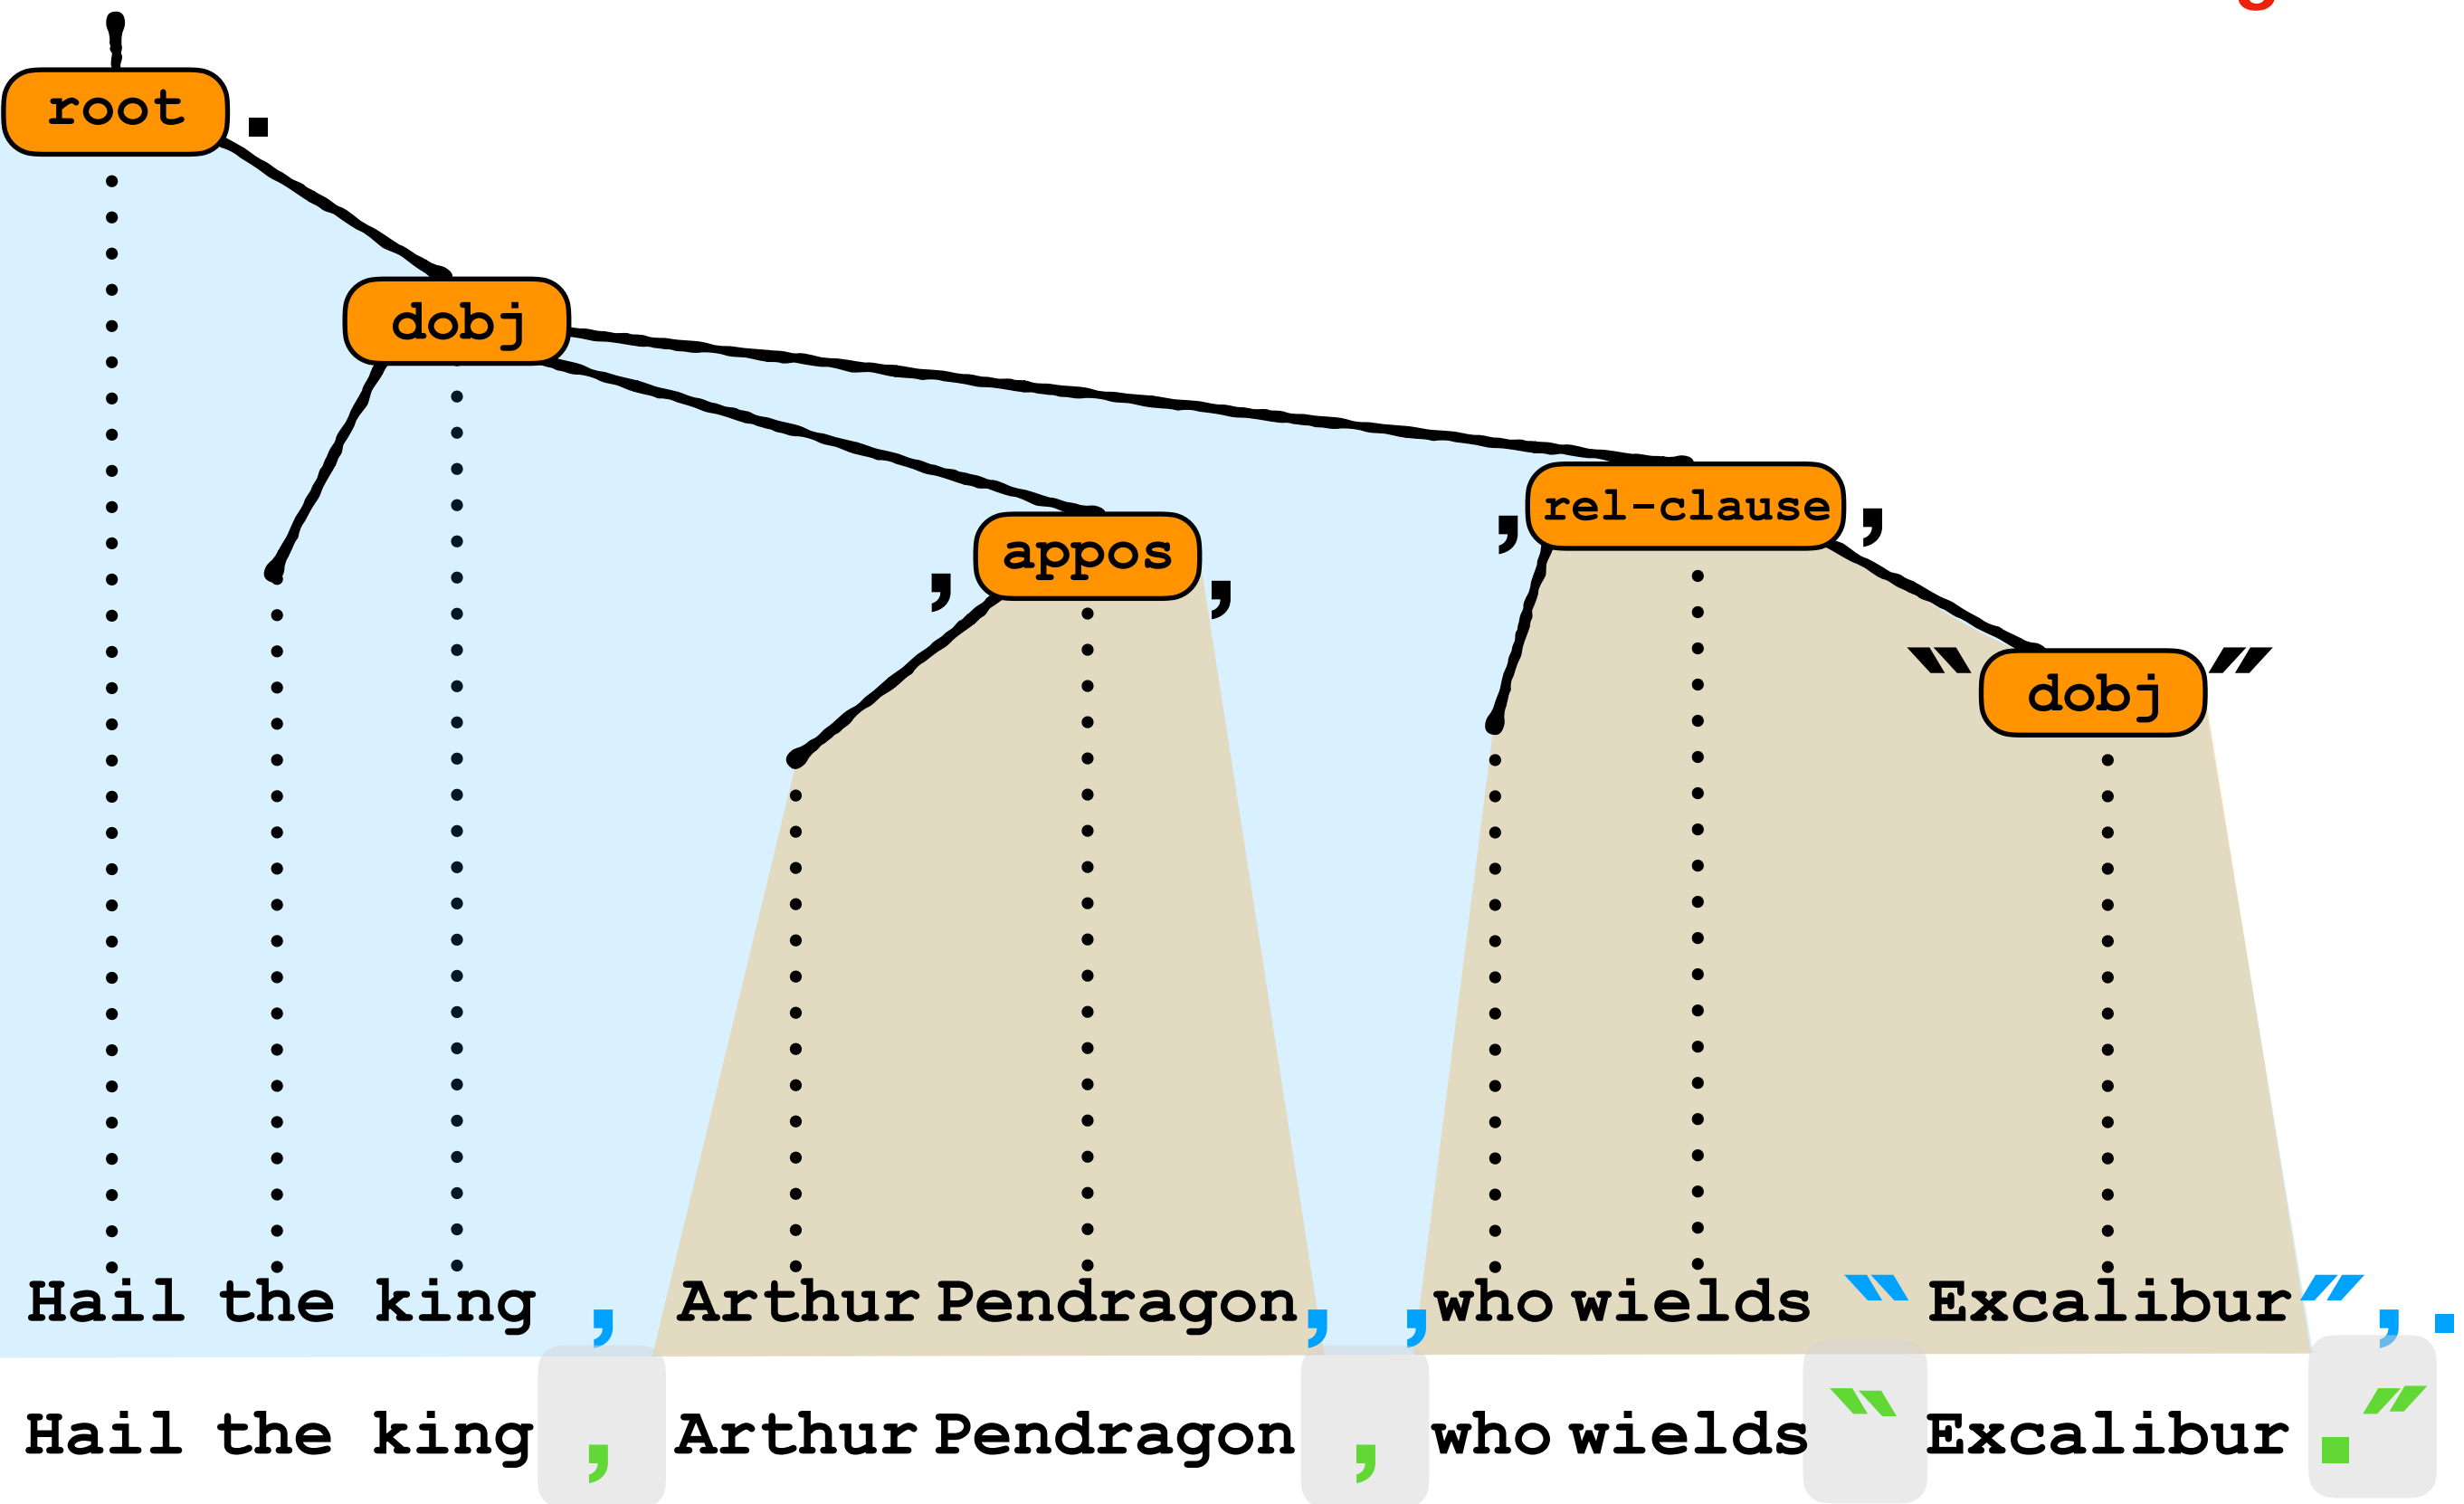 g
root .
dobj
, rel-clause ,
, appos ,
“ dobj ”
Hail the king , Arthur Pendragon, ,who wields “ Excalibur”, .
Hail the king , Arthur Pendragon , who wields “ Excalibur.”